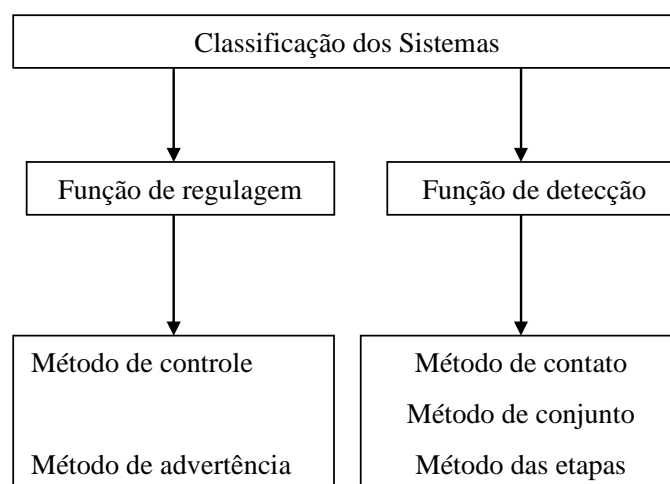 Classificação dos Sistemas
Função de regulagem
Função de detecção
Método de controle
Método de advertência
Método de contato
Método de conjunto
Método das etapas